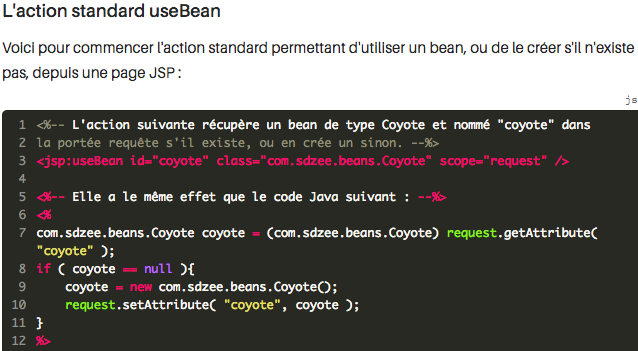 L'action standard useBean
Voici pour commencer l'action standard permettant d'utiliser un bean, ou de le créer s'il n'existe
pas, depuis une page JSP :
js
1 <%-- L'action suivante récupère un bean de type Coyote et nommé "coyote" dans
2 la portée requête s'il existe, ou en crée un sinon. --%>
3 <jsp:useBean id="coyote" class="com.sdzee.beans.Coyote" scope="request" />
4
5 <%-- Elle a le même effet que le code Java suivant : --%>
6 <%
7 com.sdzee.beans.Coyote coyote = (com.sdzee.beans.Coyote) request.getAttribute(
"coyote" );
8 if ( coyote == null ){
9 coyote = new com.sdzee.beans.Coyote();
10 request.setAttribute( "coyote", coyote );
11 }
12 %>